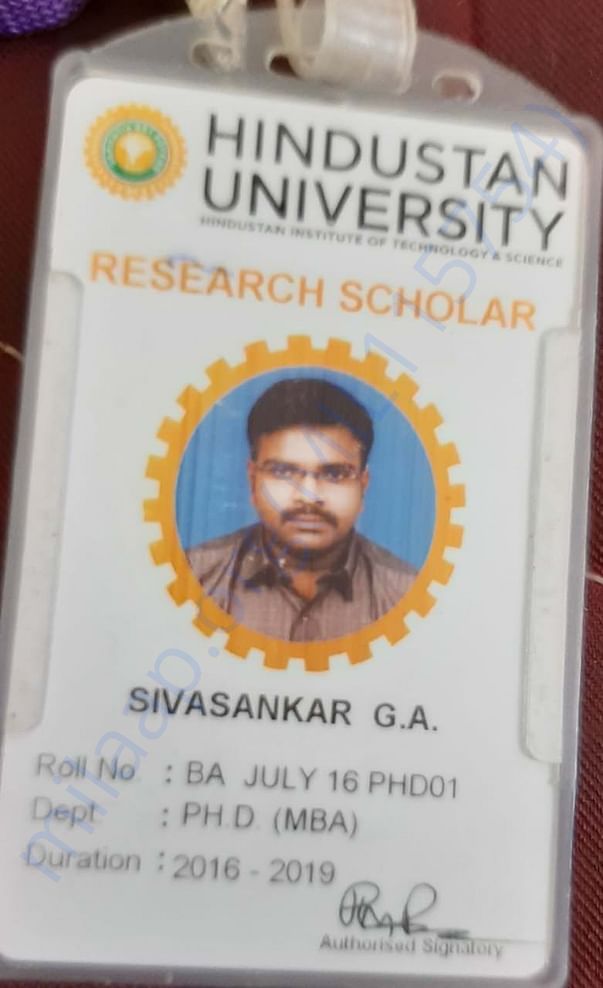 HINDUSTAN
UNIVERSITY
HINDUSTAN INSTITUTE OF TECHNOLOGY & SCIENCE
RESEARCH SCHOLAR
SIVASANKAR G.A.
Roll No : BA JULY 16 PHD01
Dept : PH.D. (MBA)
Duration : 2016 - 2019
Authorised Signatory